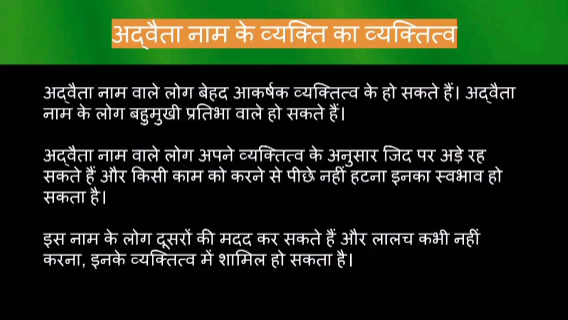 अद्वैता नाम के व्यक्ति का व्यक्तित्व
अद्वैता नाम वाले लोग बेहद आकर्षक व्यक्तित्व के हो सकते हैं। अद्वैता
नाम के लोग बहुमुखी प्रतिभा वाले हो सकते हैं।
अद्वैता नाम वाले लोग अपने व्यक्तित्व के अनुसार जिद पर अड़े रह
सकते हैं और किसी काम को करने से पीछे नहीं हटना इनका स्वभाव हो
सकता है।
इस नाम के लोग दूसरों की मदद कर सकते हैं और लालच कभी नहीं
करना, इनके व्यक्तित्व में शामिल हो सकता है।